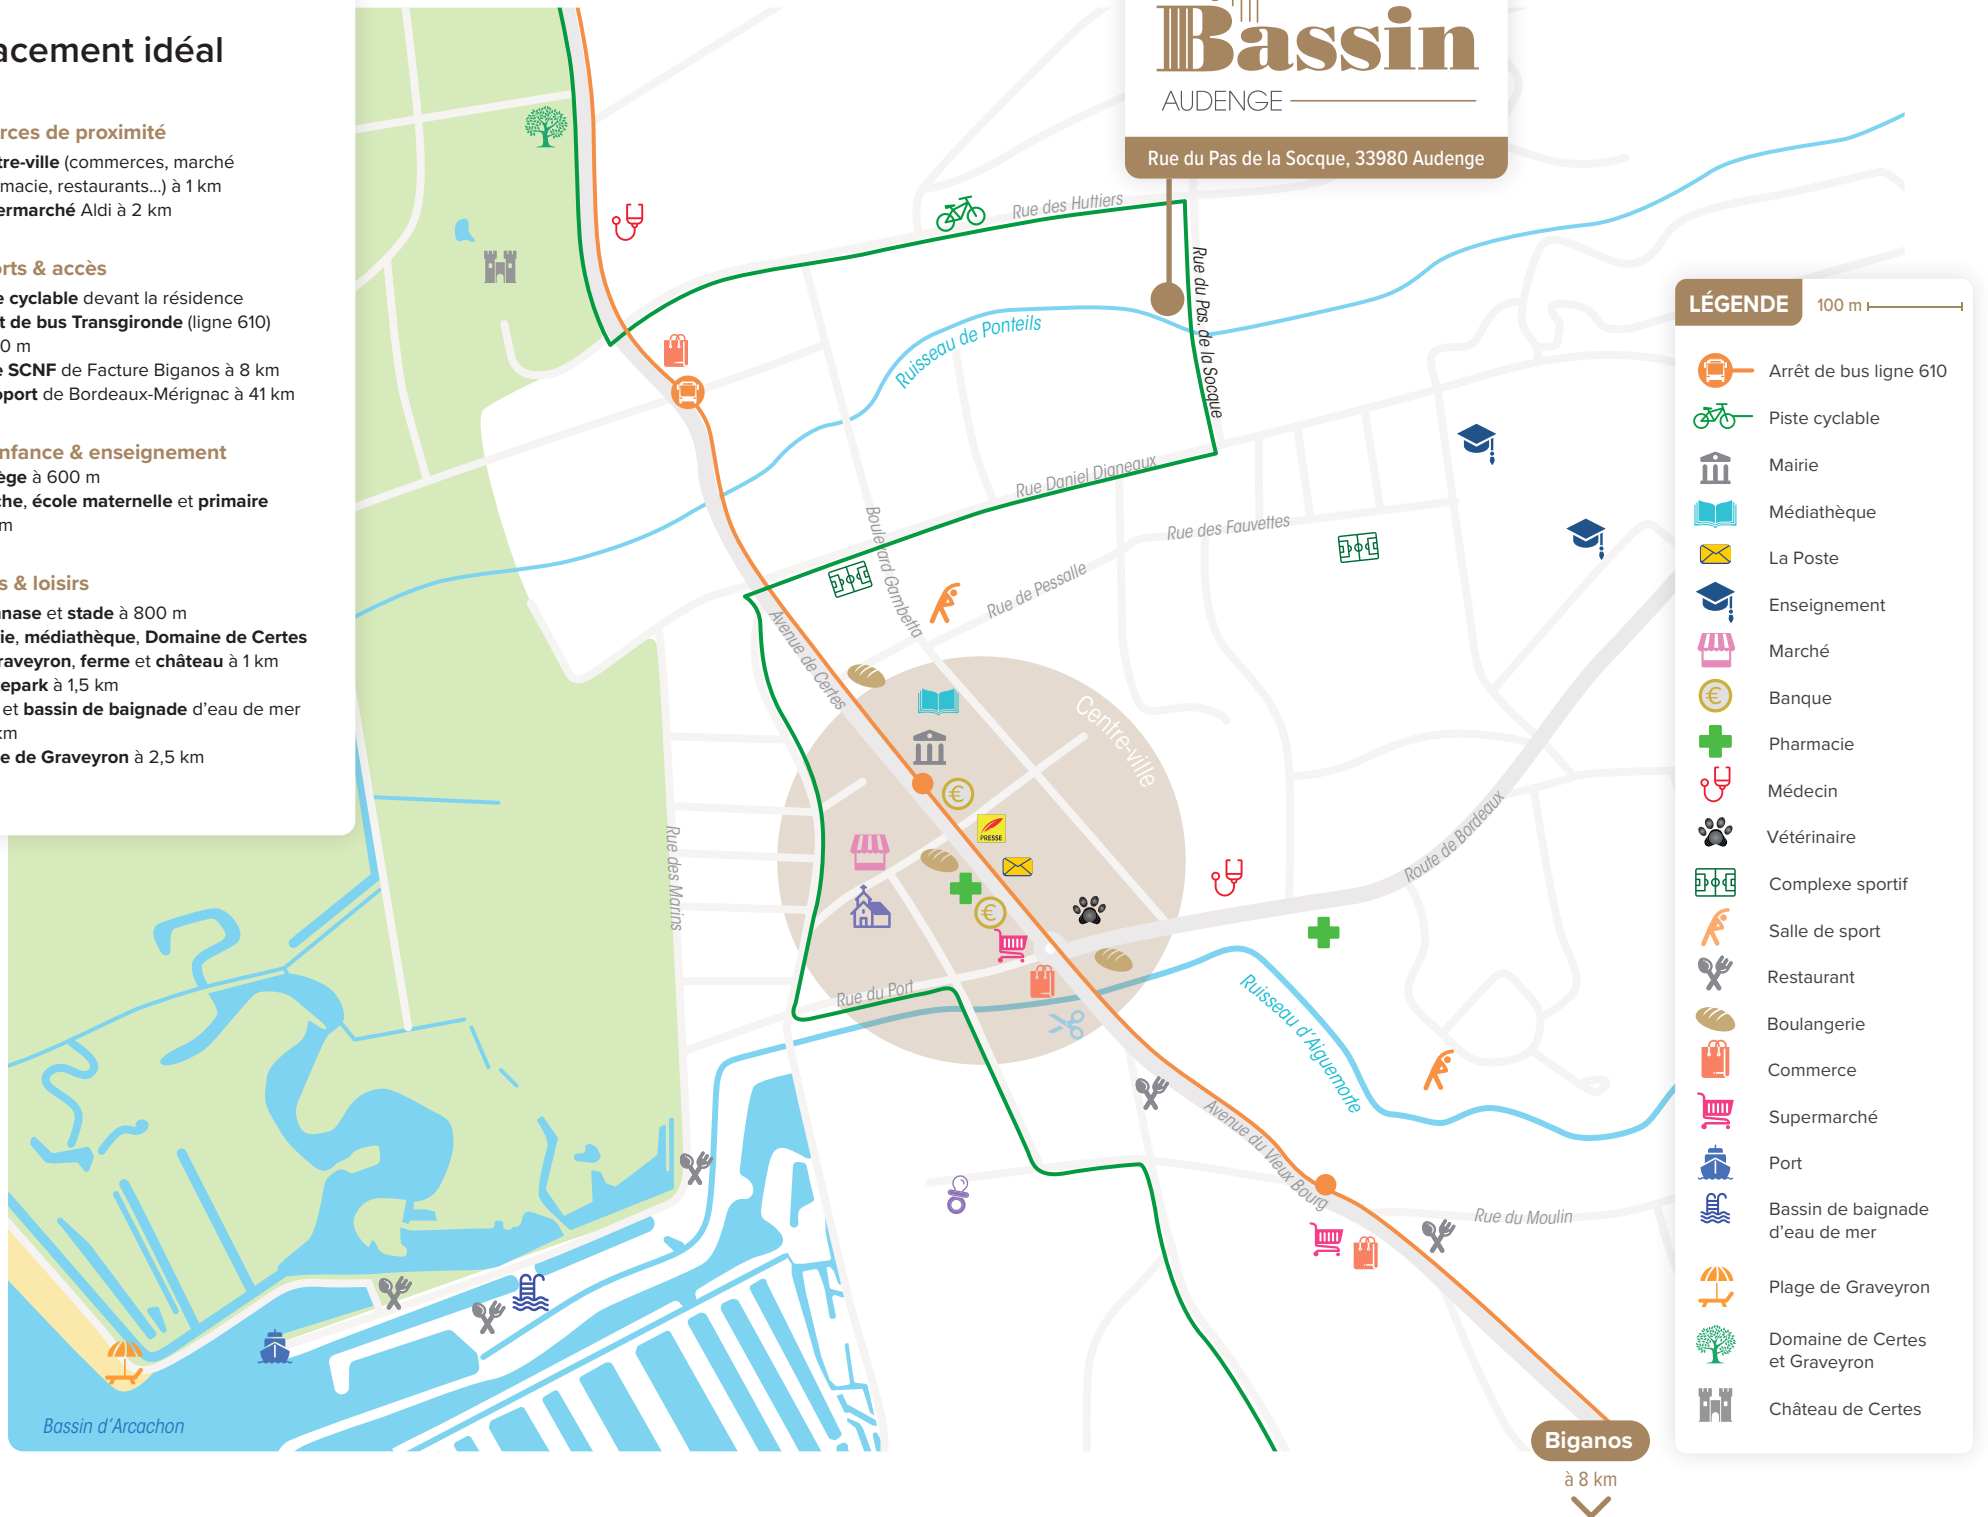 acement idéal
rces de proximité
tre-ville (commerces, marché
macie, restaurants...) à 1 km
ermarché Aldi à 2 km
orts & accès
e cyclable devant la résidence
t de bus Transgironde (ligne 610)
0 m
e SCNF de Facture Biganos à 8 km
oport de Bordeaux-Mérignac à 41 km
nfance & enseignement
ège à 600 m
che, école maternelle et primaire
m
s & loisirs
nase et stade à 800 m
ie, médiathèque, Domaine de Certes
raveyron, ferme et château à 1 km
epark à 1,5 km
et bassin de baignade d'eau de mer
km
e de Graveyron à 2,5 km
Bassin
AUDENGE
Rue du Pas de la Socque, 33980 Audenge
Rue des Huttiers
Rue du Pas. de la Socque
Ruisseau de Ponteils
Rue Daniel Digneaux
Rue des Fauvettes
Boulevard Gambetta
Rue de Pessalle
Avenue de Certes
Centre-ville
PRESSE
Rue des Marins
Route de Bordeaux
Rue du Port
Ruisseau d'Aiguemorte
Avenue du Vieux Bourg
Rue du Moulin
Bassin d'Arcachon
Biganos
à 8 km
LÉGENDE
100 m
Arrêt de bus ligne 610
Piste cyclable
Mairie
Médiathèque
La Poste
Enseignement
Marché
Banque
Pharmacie
Médecin
Vétérinaire
Complexe sportif
Salle de sport
Restaurant
Boulangerie
Commerce
Supermarché
Port
Bassin de baignade
d'eau de mer
Plage de Graveyron
Domaine de Certes
et Graveyron
Château de Certes